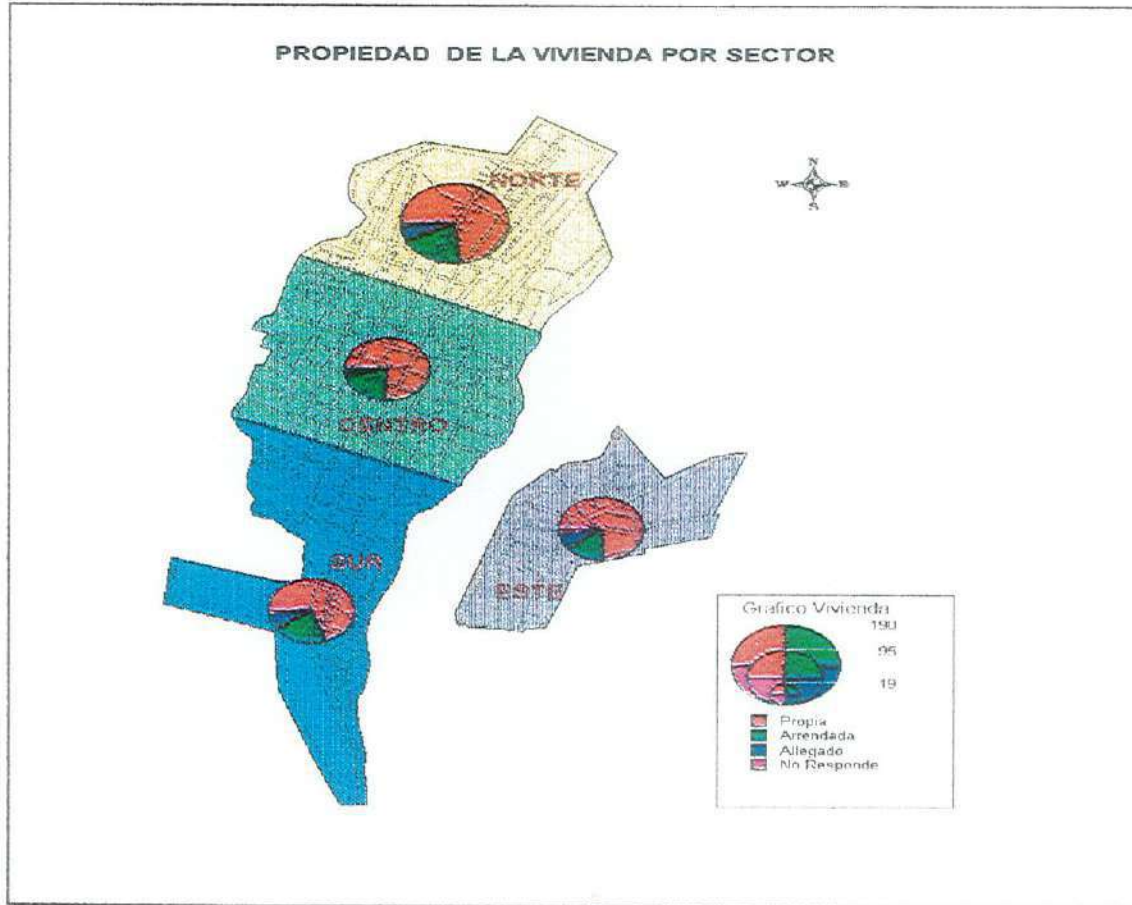 PROPIEDAD DE LA VIVIENDA POR SECTOR
N
W E
S
NORTE
CENTRO
SUR
ESTE
Grafico Vivienda
190
95
19
Propia
Arrendada
Allegado
No Responde